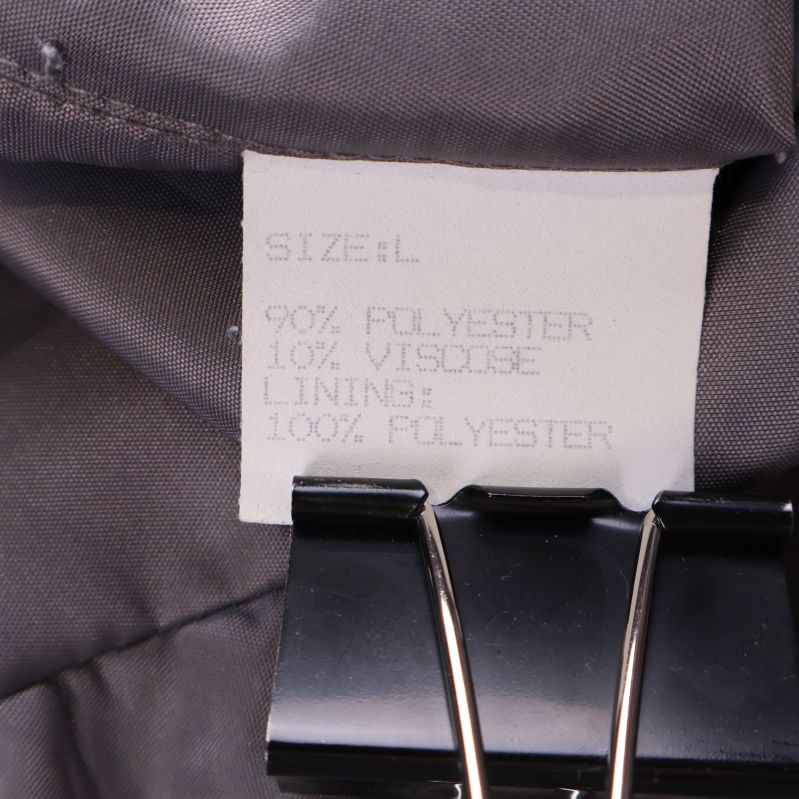 SIZE:L
90% POLYESTER
10% VISCOSE
LINING:
100% POLYESTER